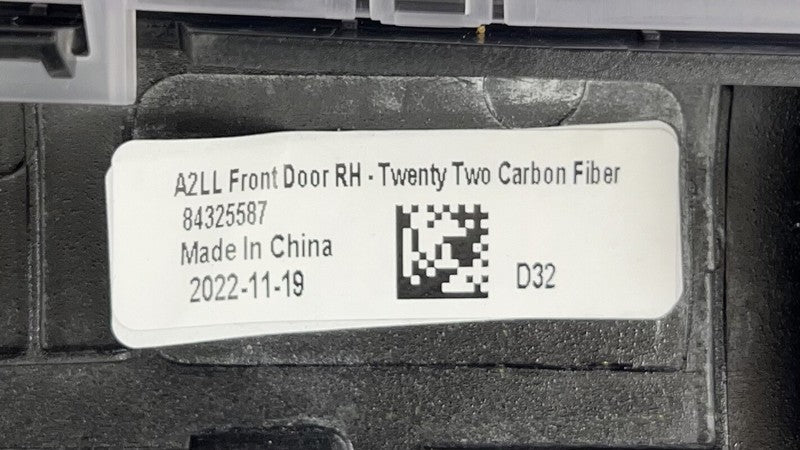 A2LL Front Door RH - Twenty Two Carbon Fiber
84325587
Made In China
2022-11-19
D32